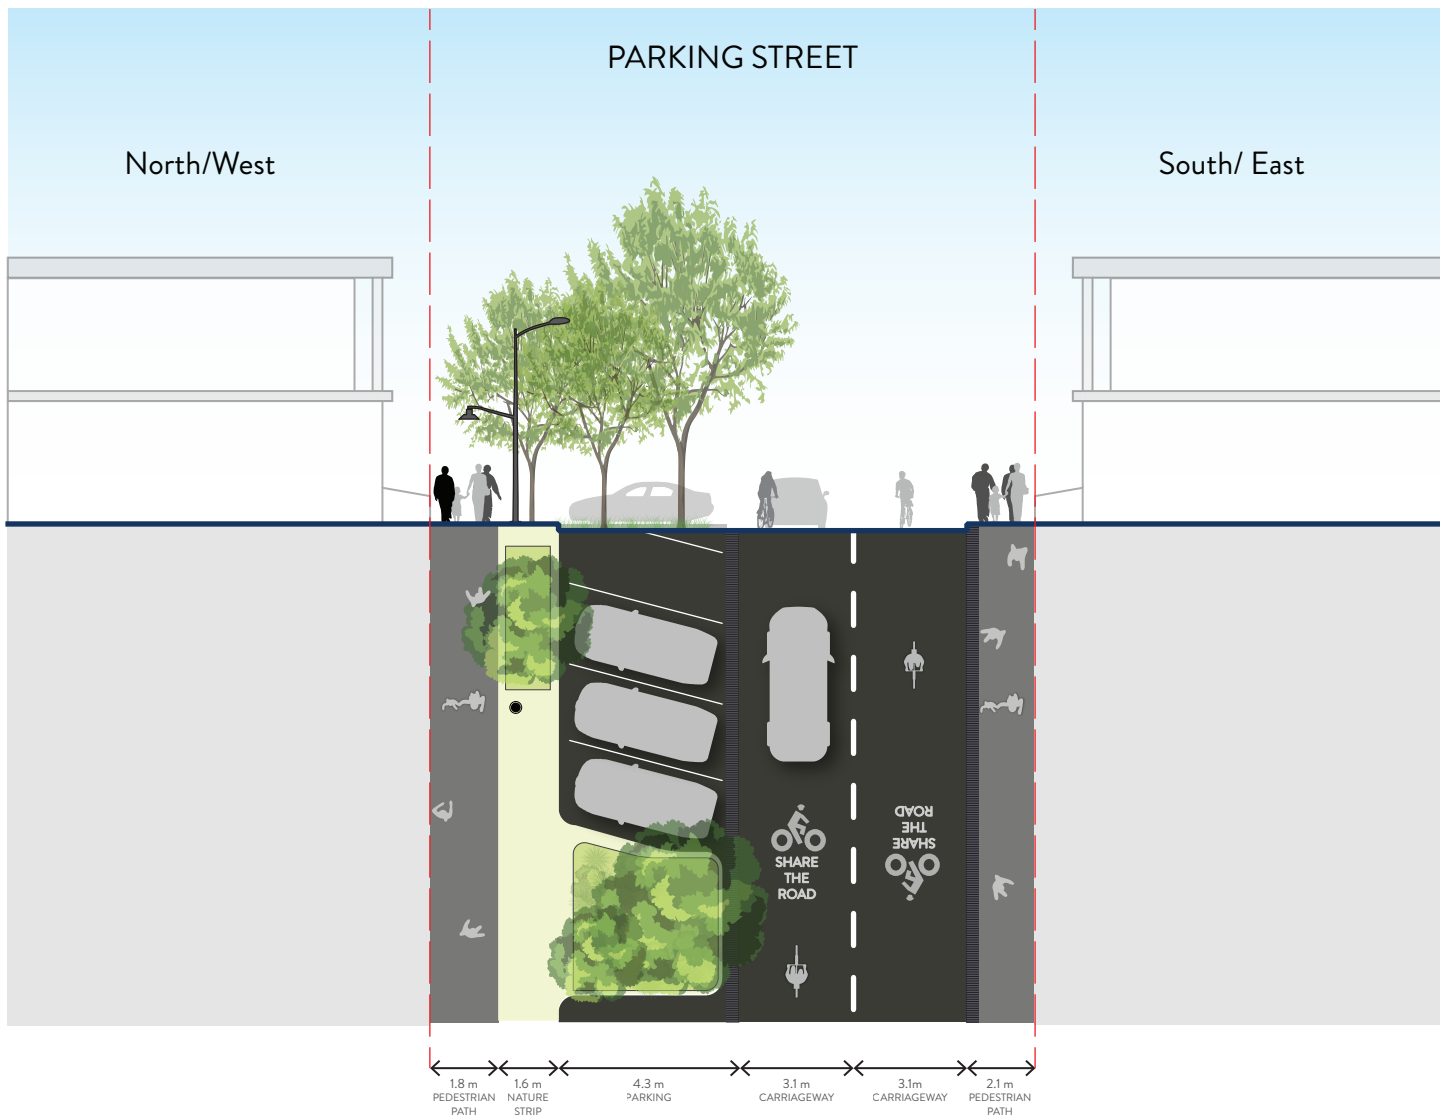 PARKING STREET
North/West
South/ East
SHARE
THE
ROAD
SHARE
THE
ROAD
1.8 m
PEDESTRIAN
PATH
1.6 m
NATURE
STRIP
4.3 m
PARKING
3.1 m
CARRIAGEWAY
3.1m
CARRIAGEWAY
2.1 m
PEDESTRIAN
PATH